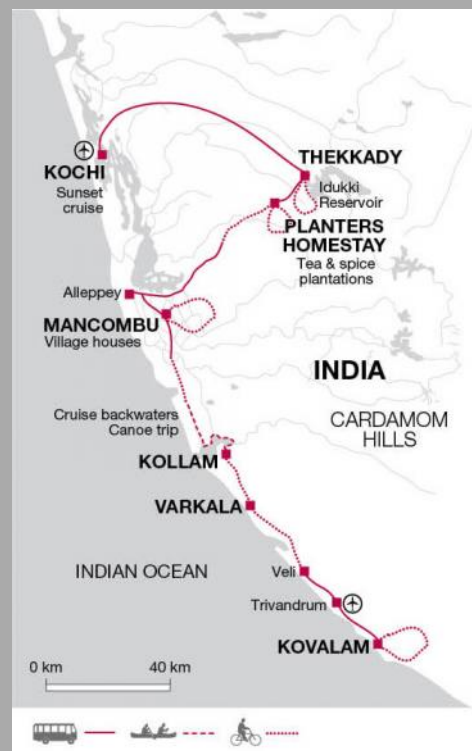 KOCHI
Sunset
cruise
THEKKADY
Idukki
Reservoir
PLANTERS
HOMESTAY
Tea & spice
plantations
Alleppey
MANCOMBU
Village houses
INDIA
CARDAMOM
HILLS
Cruise backwaters
Canoe trip
KOLLAM
VARKALA
INDIAN OCEAN
Veli
Trivandrum
KOVALAM
0 km 40 km